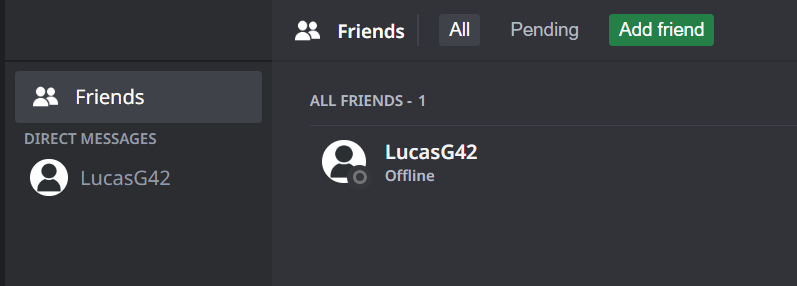 Friends All Pending Add friend
Friends
DIRECT MESSAGES
LucasG42
ALL FRIENDS - 1
LucasG42
Offline